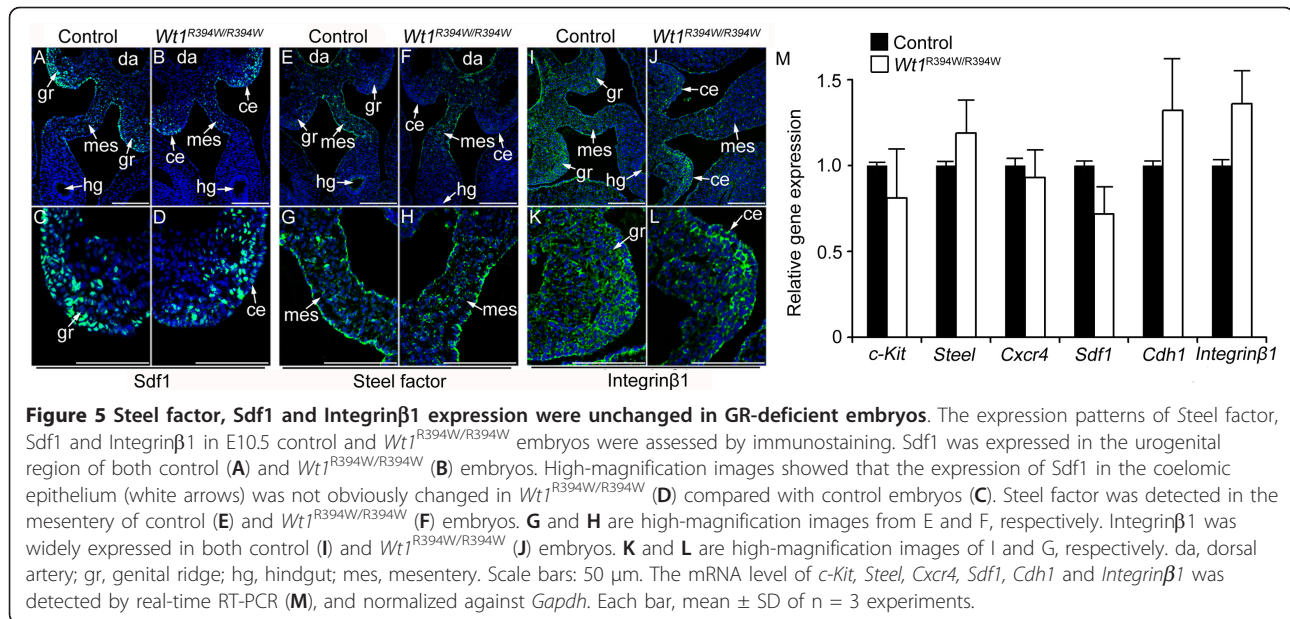 Control Wt1R394W/R394W Control Wt1R394W/R394W Control Wt1R394W/R394W
A da gr mes gr hg
B da ce mes ce hg
C gr
D ce
E da gr mes hg
F da ce mes ce hg
G mes
H mes
I gr mes gr hg
J ce mes ce
K gr
L ce
Sdf1 Steel factor Integrinβ1
M
Control
Wt1R394W/R394W
Relative gene expression
1.5
1.0
0.5
0
c-Kit Steel Cxcr4 Sdf1 Cdh1 Integrinβ1
Figure 5 Steel factor, Sdf1 and Integrinβ1 expression were unchanged in GR-deficient embryos. The expression patterns of Steel factor,
Sdf1 and Integrinβ1 in E10.5 control and Wt1R394W/R394W embryos were assessed by immunostaining. Sdf1 was expressed in the urogenital
region of both control (A) and Wt1R394W/R394W (B) embryos. High-magnification images showed that the expression of Sdf1 in the coelomic
epithelium (white arrows) was not obviously changed in Wt1R394W/R394W (D) compared with control embryos (C). Steel factor was detected in the
mesentery of control (E) and Wt1R394W/R394W (F) embryos. G and H are high-magnification images from E and F, respectively. Integrinβ1 was
widely expressed in both control (I) and Wt1R394W/R394W (J) embryos. K and L are high-magnification images of I and G, respectively. da, dorsal
artery; gr, genital ridge; hg, hindgut; mes, mesentery. Scale bars: 50 μm. The mRNA level of c-Kit, Steel, Cxcr4, Sdf1, Cdh1 and Integrinβ1 was
detected by real-time RT-PCR (M), and normalized against Gapdh. Each bar, mean ± SD of n = 3 experiments.